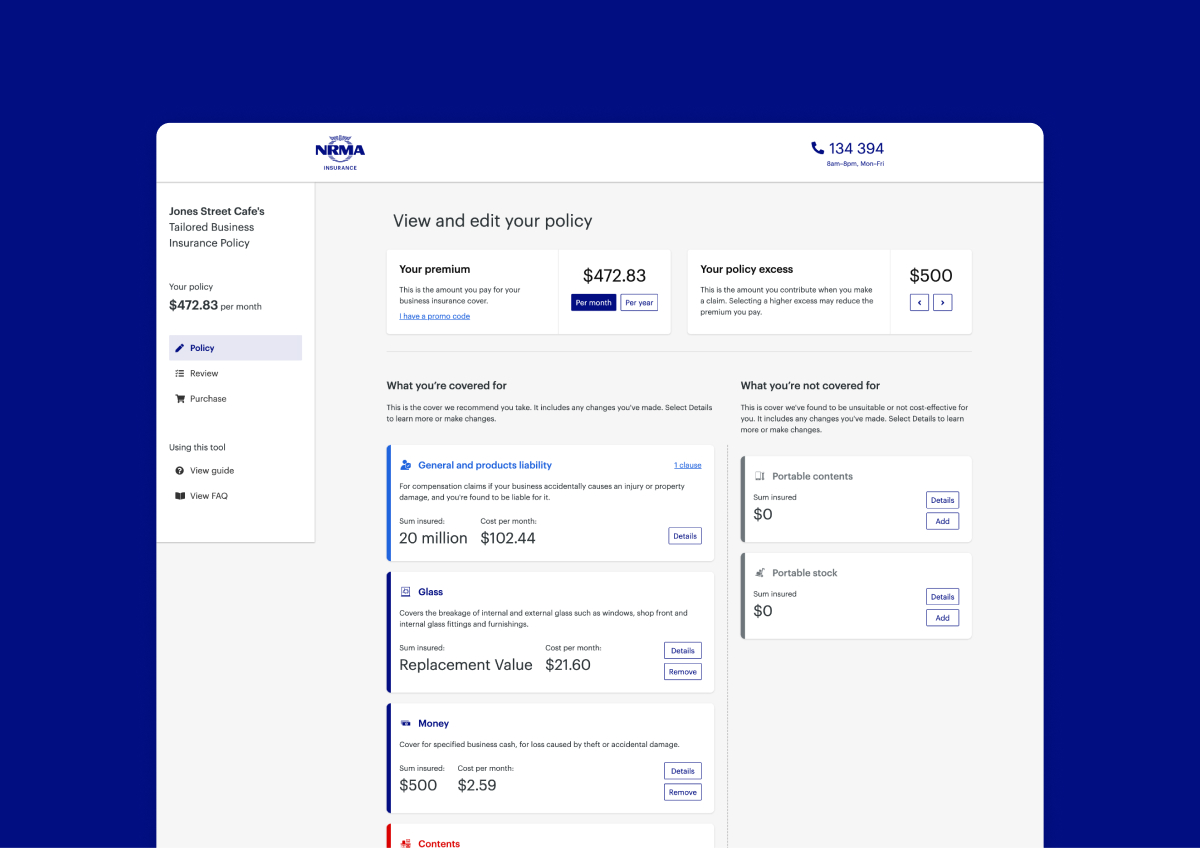 NRMA
INSURANCE
134 394
8am–8pm, Mon–Fri
Jones Street Cafe's
Tailored Business
Insurance Policy
Your policy
$472.83 per month
Policy
Review
Purchase
Using this tool
View guide
View FAQ
View and edit your policy
Your premium
This is the amount you pay for your
business insurance cover.
I have a promo code
$472.83
Per month
Per year
Your policy excess
This is the amount you contribute when you make
a claim. Selecting a higher excess may reduce the
premium you pay.
$500
What you're covered for
This is the cover we recommend you take. It includes any changes you've made. Select Details
to learn more or make changes.
General and products liability
1 clause
For compensation claims if your business accidentally causes an injury or property
damage, and you're found to be liable for it.
Sum insured: Cost per month:
20 million $102.44
Details
Glass
Covers the breakage of internal and external glass such as windows, shop front and
internal glass fittings and furnishings.
Sum insured: Cost per month:
Replacement Value $21.60
Details
Remove
Money
Cover for specified business cash, for loss caused by theft or accidental damage.
Sum insured: Cost per month:
$500 $2.59
Details
Remove
Contents
What you're not covered for
This is cover we've found to be unsuitable or not cost-effective for
you. It includes any changes you've made. Select Details to learn
more or make changes.
Portable contents
Sum insured
$0
Details
Add
Portable stock
Sum insured
$0
Details
Add